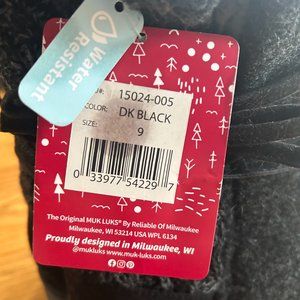 Water
Resistant
#: 15024-005
COLOR: DK BLACK
SIZE: 9
0 33977 54229 7
The Original MUK LUKS® By Reliable Of Milwaukee
Milwaukee, WI 53214 USA WPL 6134
Proudly designed in Milwaukee, WI
@mukluks www.muk-luks.com